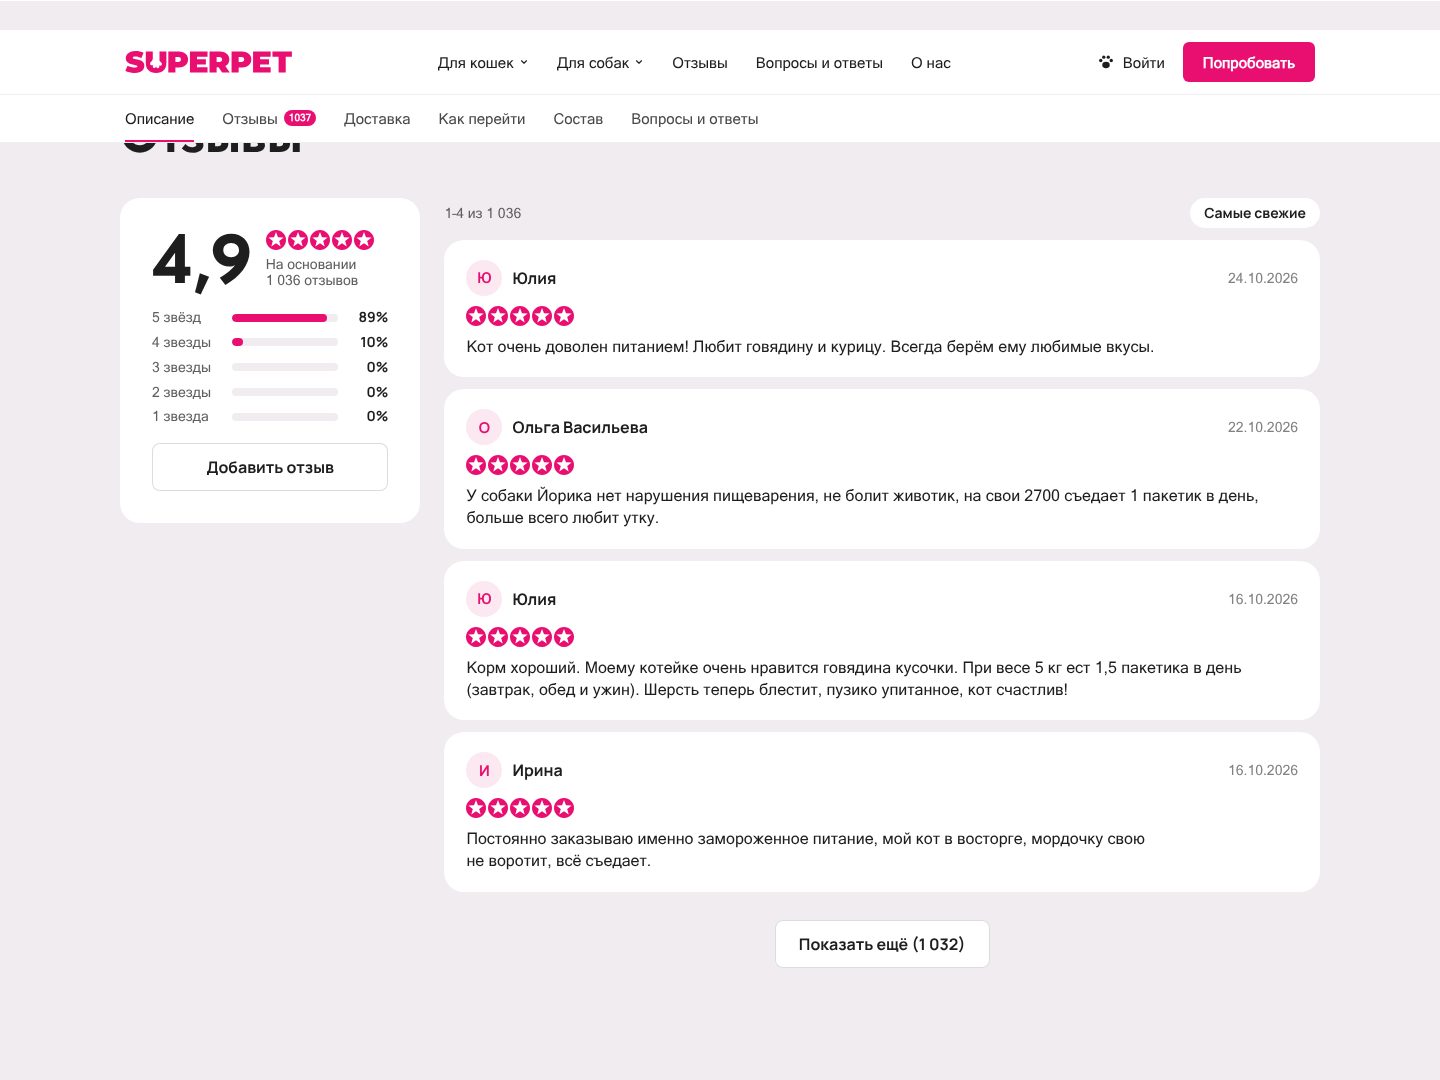 SUPERPET
Для кошек
Для собак
Отзывы
Вопросы и ответы
О нас
Войти
Попробовать
Описание
Отзывы 1037
Доставка
Как перейти
Состав
Вопросы и ответы
Отзывы
4,9
На основании
1 036 отзывов
5 звёзд 89%
4 звезды 10%
3 звезды 0%
2 звезды 0%
1 звезда 0%
Добавить отзыв
1-4 из 1 036
Самые свежие
Ю Юлия 24.10.2026
Кот очень доволен питанием! Любит говядину и курицу. Всегда берём ему любимые вкусы.
О Ольга Васильева 22.10.2026
У собаки Йорика нет нарушения пищеварения, не болит животик, на свои 2700 съедает 1 пакетик в день,
больше всего любит утку.
Ю Юлия 16.10.2026
Корм хороший. Моему котейке очень нравится говядина кусочки. При весе 5 кг ест 1,5 пакетика в день
(завтрак, обед и ужин). Шерсть теперь блестит, пузико упитанное, кот счастлив!
И Ирина 16.10.2026
Постоянно заказываю именно замороженное питание, мой кот в восторге, мордочку свою
не воротит, всё съедает.
Показать ещё (1 032)